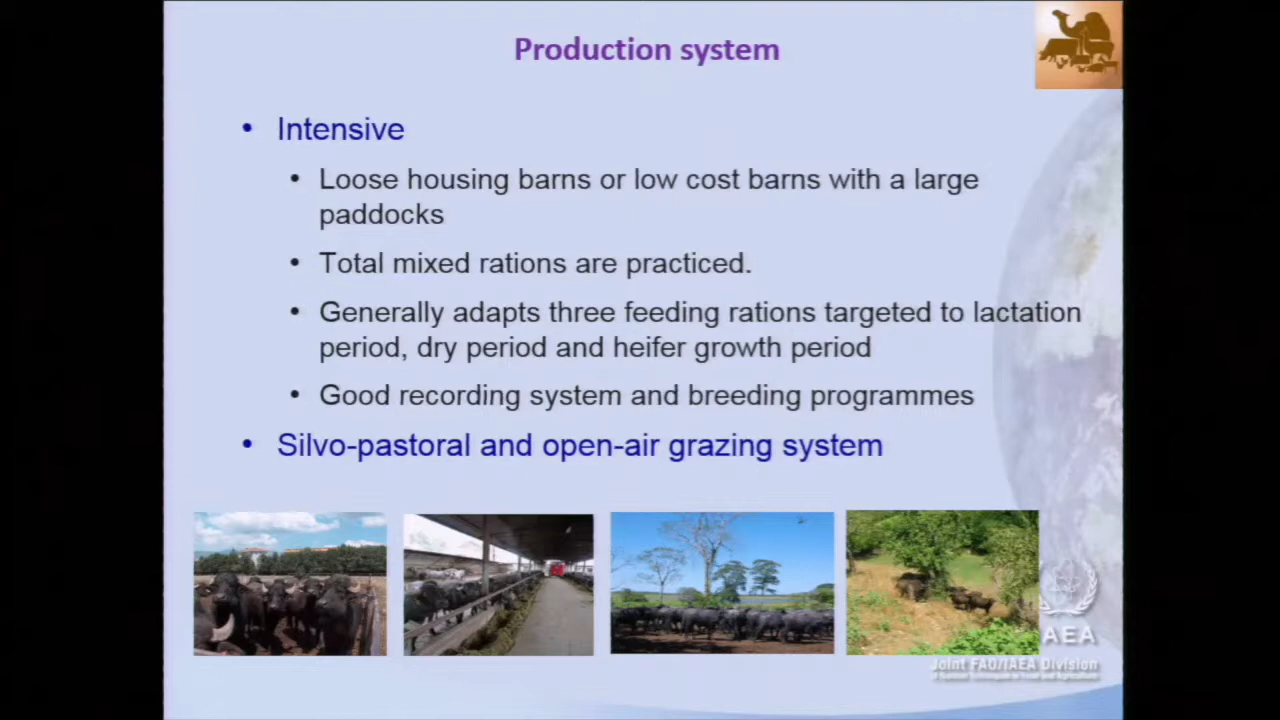 Production system
• Intensive
• Loose housing barns or low cost barns with a large
paddocks
• Total mixed rations are practiced.
• Generally adapts three feeding rations targeted to lactation
period, dry period and heifer growth period
• Good recording system and breeding programmes
• Silvo-pastoral and open-air grazing system
AEA
Joint FAO/IAEA Division